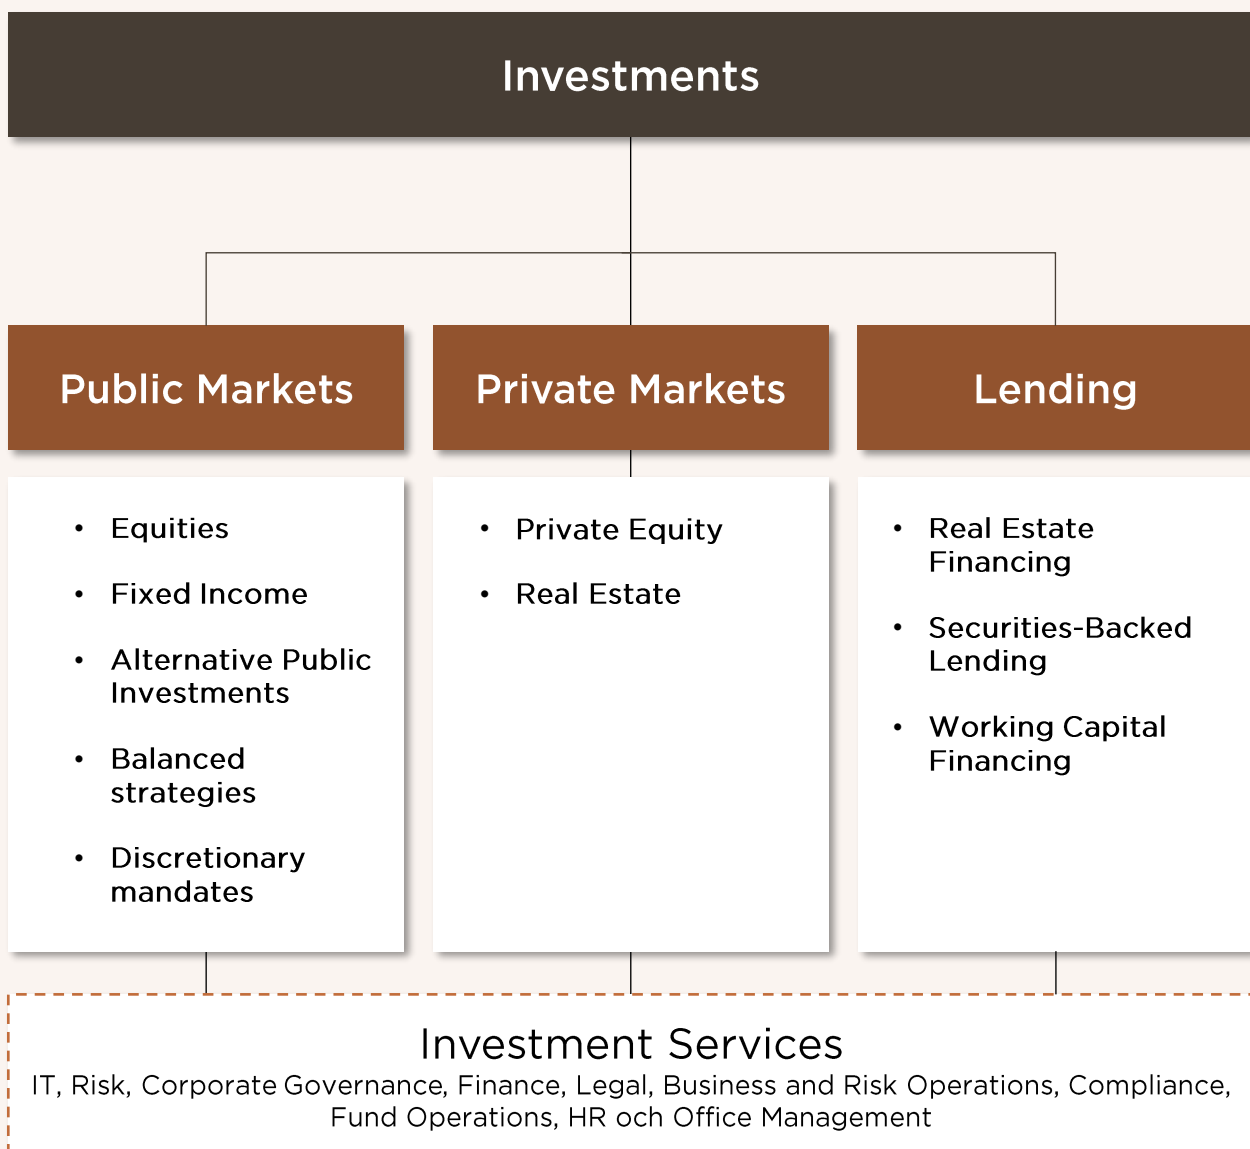 Investments
Public Markets
Private Markets
Lending
• Equities
• Fixed Income
• Alternative Public
Investments
• Balanced
strategies
• Discretionary
mandates
• Private Equity
• Real Estate
• Real Estate
Financing
• Securities-Backed
Lending
• Working Capital
Financing
Investment Services
IT, Risk, Corporate Governance, Finance, Legal, Business and Risk Operations, Compliance,
Fund Operations, HR och Office Management